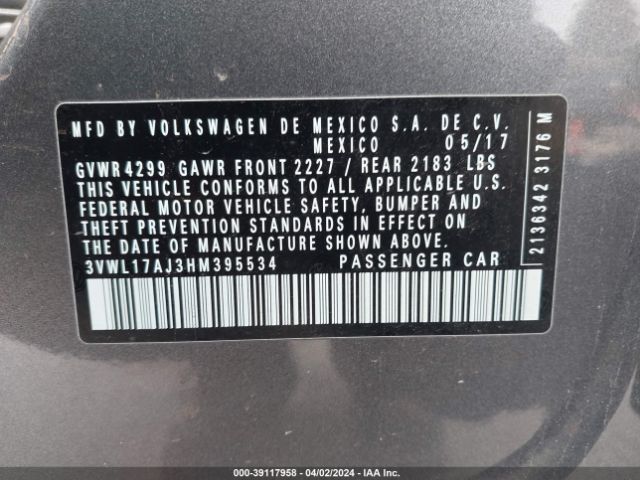 MFD BY VOLKSWAGEN DE MEXICO S.A. DE C.V.
MEXICO 05/17
GVWR 4299 GAWR FRONT 2227 / REAR 2183 LBS
THIS VEHICLE CONFORMS TO ALL APPLICABLE U.S.
FEDERAL MOTOR VEHICLE SAFETY, BUMPER AND
THEFT PREVENTION STANDARDS IN EFFECT ON
THE DATE OF MANUFACTURE SHOWN ABOVE.
3VWL17AJ3HM395534 PASSENGER CAR
2136342 3176 M
000-39117958 - 04/02/2024 - IAA Inc.